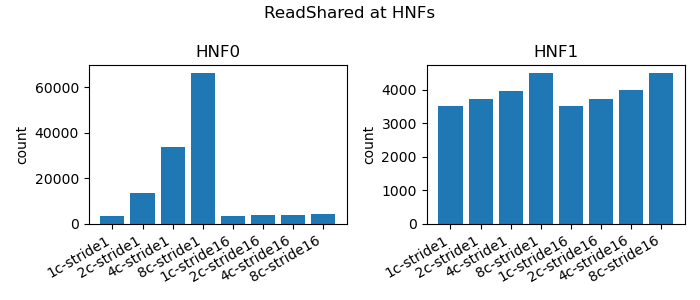 ReadShared at HNFs
HNF0
count
60000
40000
20000
0
1c-stride1
2c-stride1
4c-stride1
8c-stride1
1c-stride16
2c-stride16
4c-stride16
8c-stride16
HNF1
count
4000
3000
2000
1000
0
1c-stride1
2c-stride1
4c-stride1
8c-stride1
1c-stride16
2c-stride16
4c-stride16
8c-stride16